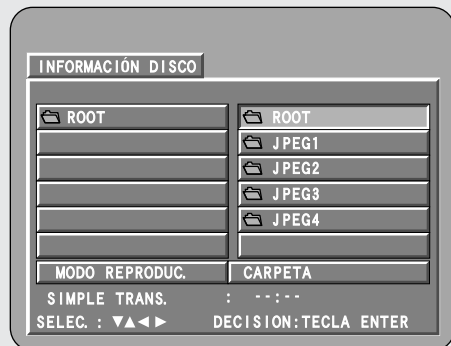 INFORMACIÓN DISCO
ROOT ROOT
JPEG1
JPEG2
JPEG3
JPEG4
MODO REPRODUC. CARPETA
SIMPLE TRANS. : --:--
SELEC. : ▼▲◀ ▶ DECISION:TECLA ENTER